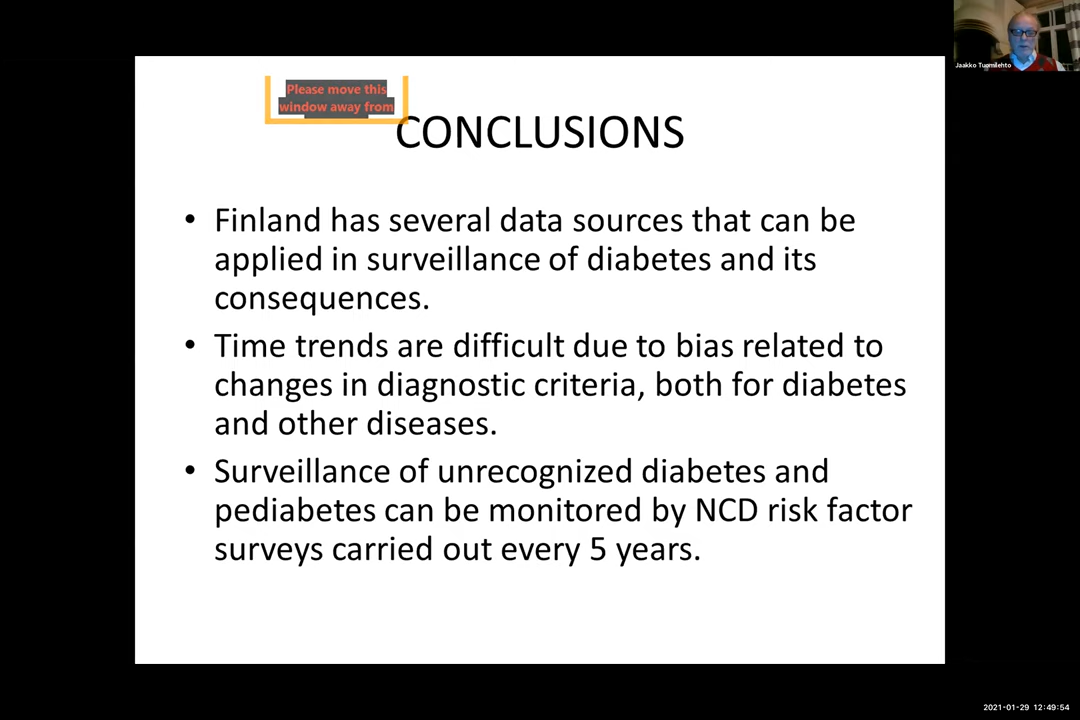 Jaakko Tuomilehto
Please move this
window away from
CONCLUSIONS
• Finland has several data sources that can be
applied in surveillance of diabetes and its
consequences.
• Time trends are difficult due to bias related to
changes in diagnostic criteria, both for diabetes
and other diseases.
• Surveillance of unrecognized diabetes and
pediabetes can be monitored by NCD risk factor
surveys carried out every 5 years.
2021-01-29 12:49:54